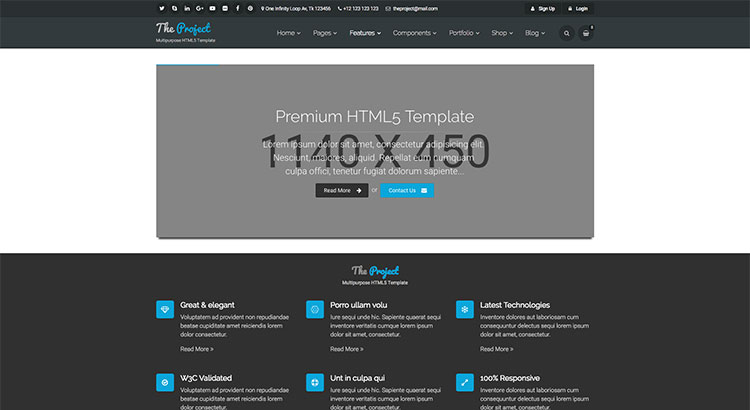 One Infinity Loop Av, Tk 123456 +12 123 123 123 theproject@mail.com Sign Up Login
The Project
Multipurpose HTML5 Template
Home Pages Features Components Portfolio Shop Blog 0
Premium HTML5 Template
1140 X 450
Lorem ipsum dolor sit amet, consectetur adipisicing elit.
Nesciunt, maiores, aliquid. Repellat eum numquam
culpa offici, tenetur fugiat dolorum sapiente...
Read More or Contact Us
The Project
Multipurpose HTML5 Template
Great & elegant
Voluptatem ad provident non repudiandae
beatae cupiditate amet reiciendis lorem
dolor consectetur.
Read More »
Porro ullam volu
Iure sequi unde hic. Sapiente quaerat sequi
inventore veritatis cumque lorem ipsum
dolor consectetur.
Read More »
Latest Technologies
Inventore dolores aut laboriosam cum
consequuntur delectus sequi lorem ipsum
dolor consectetur.
Read More »
W3C Validated
Voluptatem ad provident non repudiandae
beatae cupiditate amet reiciendis lorem
dolor consectetur.
Unt in culpa qui
Iure sequi unde hic. Sapiente quaerat sequi
inventore veritatis cumque lorem ipsum
dolor consectetur.
100% Responsive
Inventore dolores aut laboriosam cum
consequuntur delectus sequi lorem ipsum
dolor consectetur.